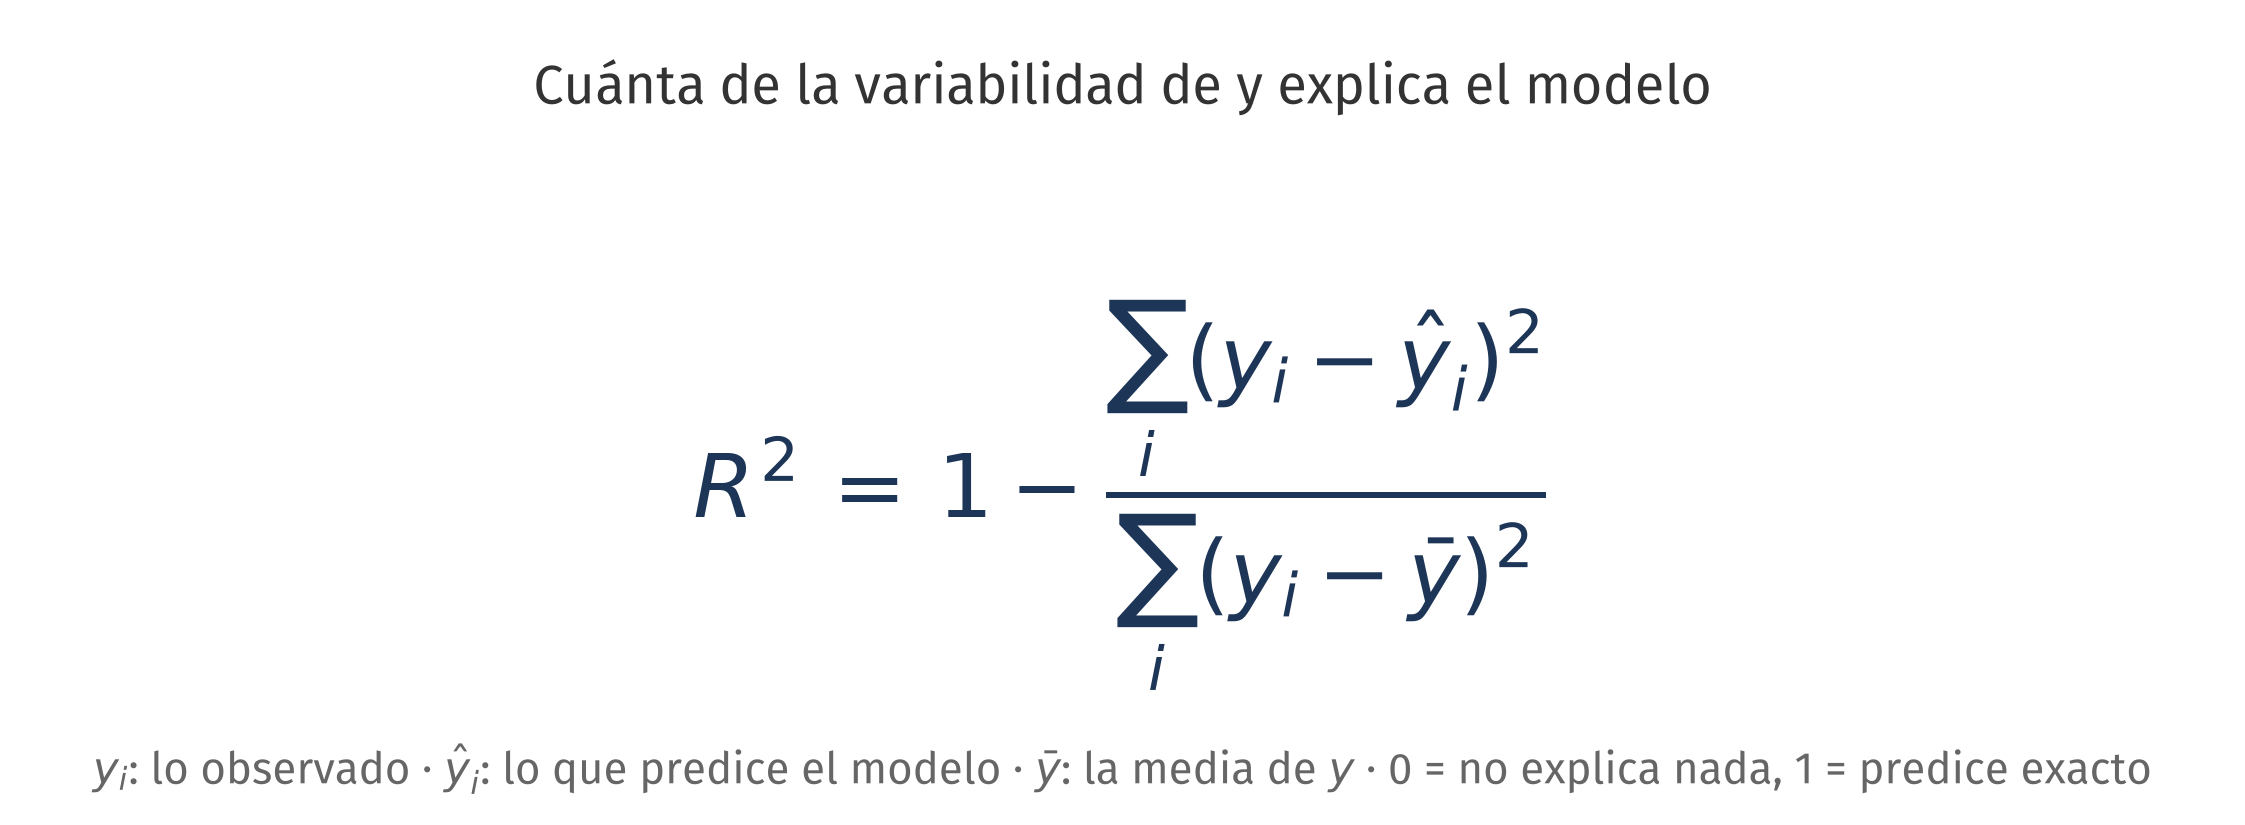 Cuánta de la variabilidad de y explica el modelo
R² = 1 − ∑ᵢ(yᵢ − ŷᵢ)² / ∑ᵢ(yᵢ − ȳ)²
yᵢ: lo observado · ŷᵢ: lo que predice el modelo · ȳ: la media de y · 0 = no explica nada, 1 = predice exacto